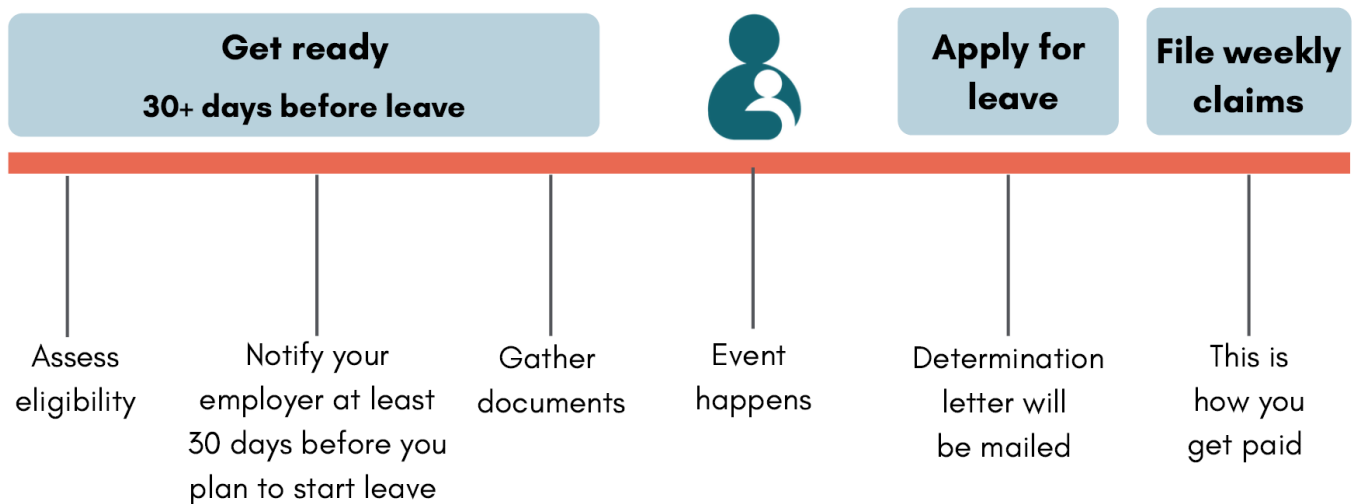 Get ready
30+ days before leave
Apply for
leave
File weekly
claims
Assess
eligibility
Notify your
employer at least
30 days before you
plan to start leave
Gather
documents
Event
happens
Determination
letter will
be mailed
This is
how you
get paid